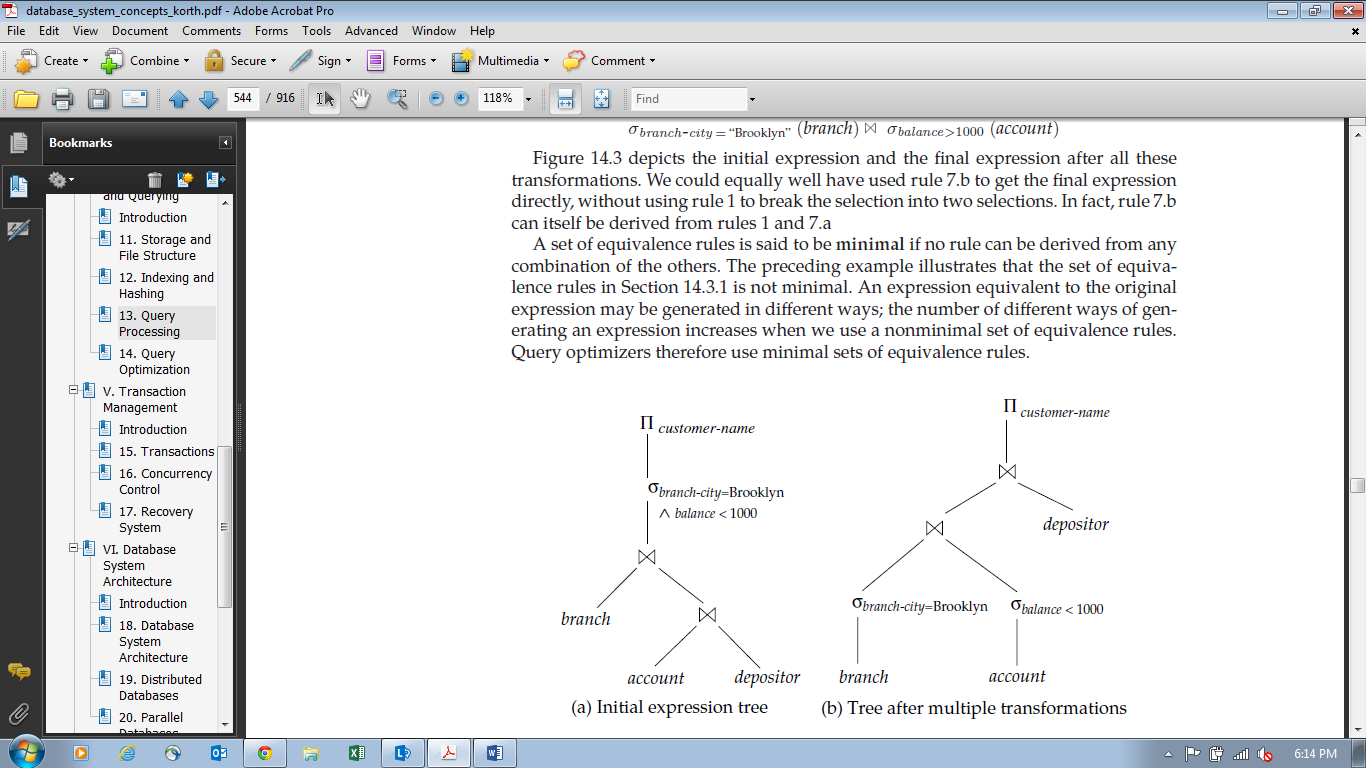 database_system_concepts_korth.pdf - Adobe Acrobat Pro
File Edit View Document Comments Forms Tools Advanced Window Help
Create Combine Secure Sign Forms Multimedia Comment
544 / 916 118% Find
Bookmarks
and Querying
Introduction
11. Storage and
File Structure
12. Indexing and
Hashing
13. Query
Processing
14. Query
Optimization
V. Transaction
Management
Introduction
15. Transactions
16. Concurrency
Control
17. Recovery
System
VI. Database
System
Architecture
Introduction
18. Database
System
Architecture
19. Distributed
Databases
20. Parallel
Databases
σ branch-city = “Brooklyn” (branch) ⋈ σ balance>1000 (account)
Figure 14.3 depicts the initial expression and the final expression after all these
transformations. We could equally well have used rule 7.b to get the final expression
directly, without using rule 1 to break the selection into two selections. In fact, rule 7.b
can itself be derived from rules 1 and 7.a
A set of equivalence rules is said to be minimal if no rule can be derived from any
combination of the others. The preceding example illustrates that the set of equiva-
lence rules in Section 14.3.1 is not minimal. An expression equivalent to the original
expression may be generated in different ways; the number of different ways of gen-
erating an expression increases when we use a nonminimal set of equivalence rules.
Query optimizers therefore use minimal sets of equivalence rules.
Π customer-name
σ branch-city=Brooklyn
∧ balance < 1000
⋈
branch
⋈
account depositor
(a) Initial expression tree
Π customer-name
⋈
depositor
⋈
σ branch-city=Brooklyn σ balance < 1000
branch account
(b) Tree after multiple transformations
6:14 PM